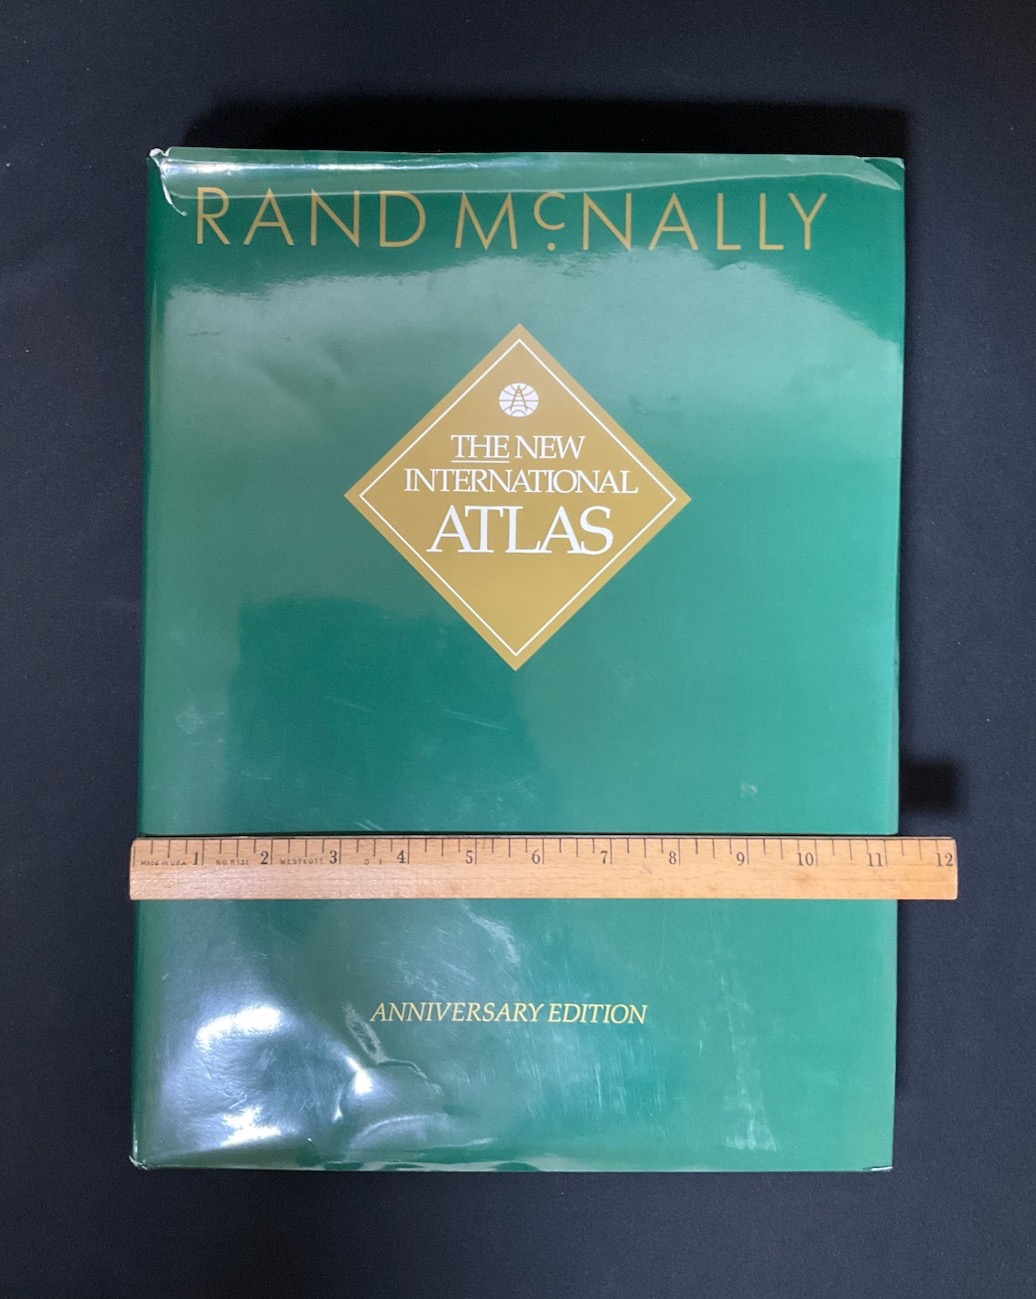 RAND McNALLY
THE NEW
INTERNATIONAL
ATLAS
1 2 3 4 5 6 7 8 9 10 11 12
MADE IN U.S.A. WESTCOTT
ANNIVERSARY EDITION